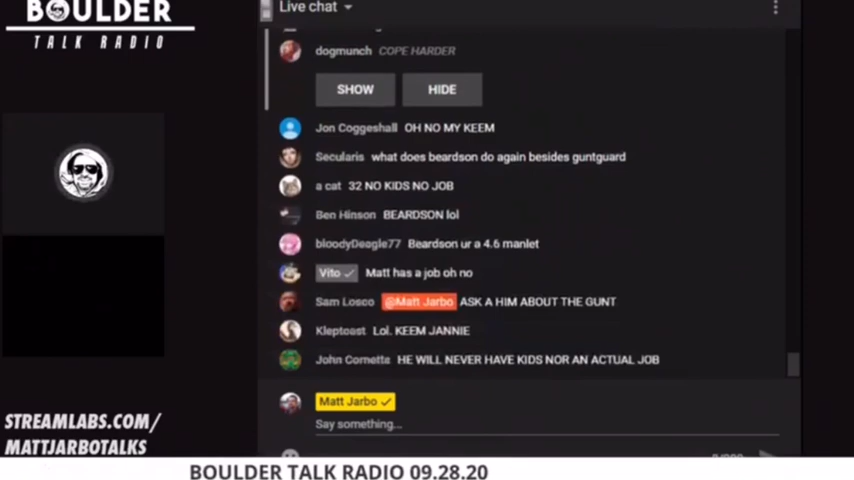 BOULDER
TALK RADIO
Live chat
dogmunch COPE HARDER
SHOW HIDE
Jon Coggeshall OH NO MY KEEM
Secularis what does beardson do again besides guntguard
a cat 32 NO KIDS NO JOB
Ben Hinson BEARDSON lol
bloodyDeagle77 Beardson ur a 4.6 manlet
Vito Matt has a job oh no
Sam Losco @Matt Jarbo ASK A HIM ABOUT THE GUNT
Kleptoast Lol. KEEM JANNIE
John Cornetta HE WILL NEVER HAVE KIDS NOR AN ACTUAL JOB
Matt Jarbo
Say something...
STREAMLABS.COM/
MATTJARBOTALKS
BOULDER TALK RADIO 09.28.20